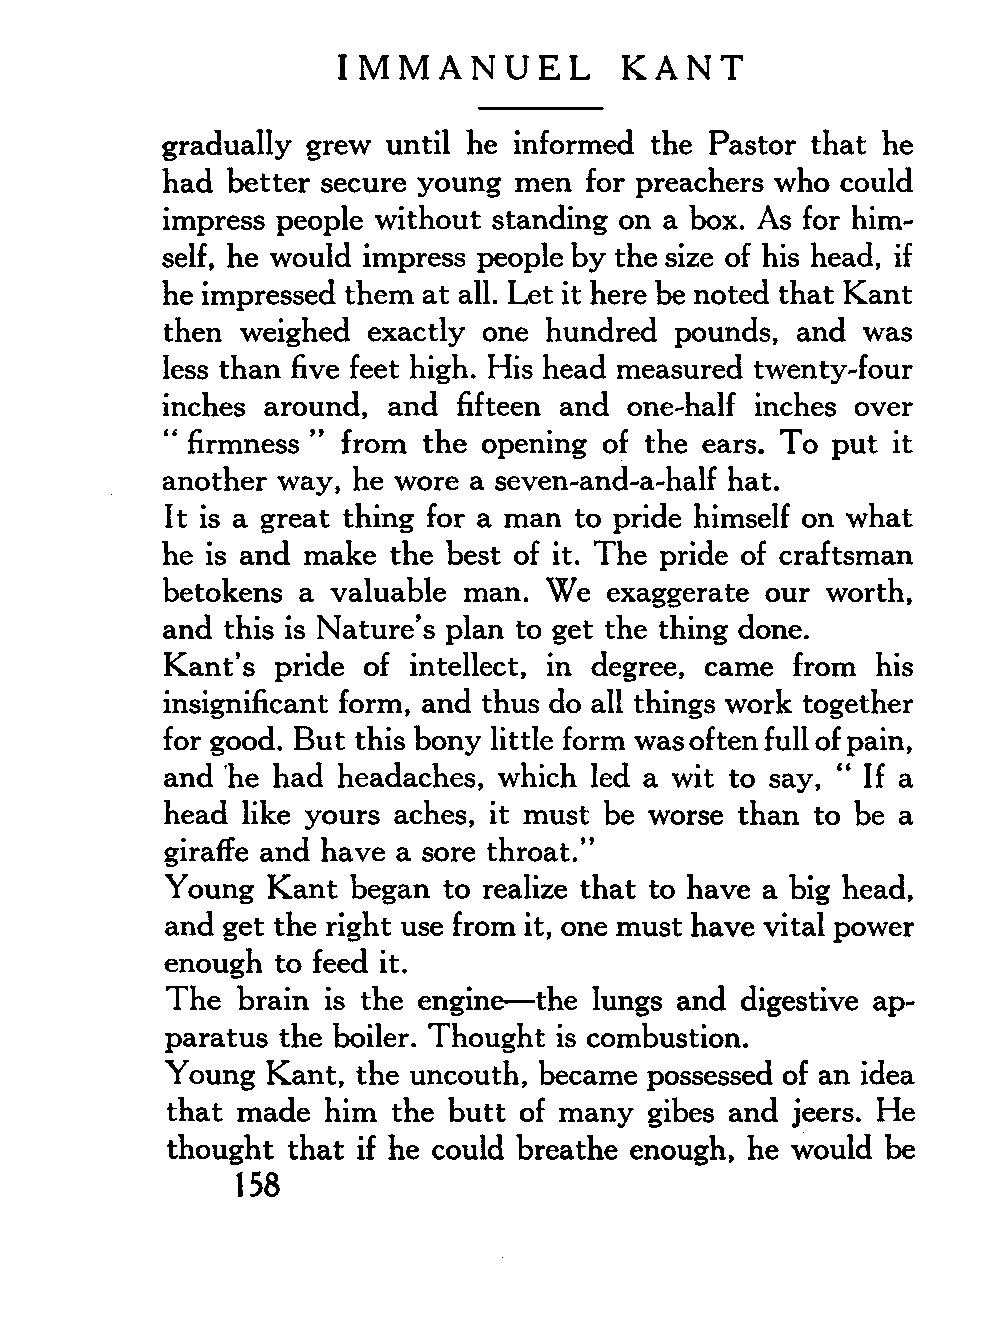 IMMANUEL KANT
gradually grew until he informed the Pastor that he
had better secure young men for preachers who could
impress people without standing on a box. As for him-
self, he would impress people by the size of his head, if
he impressed them at all. Let it here be noted that Kant
then weighed exactly one hundred pounds, and was
less than five feet high. His head measured twenty-four
inches around, and fifteen and one-half inches over
“ firmness ” from the opening of the ears. To put it
another way, he wore a seven-and-a-half hat.
It is a great thing for a man to pride himself on what
he is and make the best of it. The pride of craftsman
betokens a valuable man. We exaggerate our worth,
and this is Nature’s plan to get the thing done.
Kant’s pride of intellect, in degree, came from his
insignificant form, and thus do all things work together
for good. But this bony little form was often full of pain,
and he had headaches, which led a wit to say, “ If a
head like yours aches, it must be worse than to be a
giraffe and have a sore throat.”
Young Kant began to realize that to have a big head,
and get the right use from it, one must have vital power
enough to feed it.
The brain is the engine—the lungs and digestive ap-
paratus the boiler. Thought is combustion.
Young Kant, the uncouth, became possessed of an idea
that made him the butt of many gibes and jeers. He
thought that if he could breathe enough, he would be
158